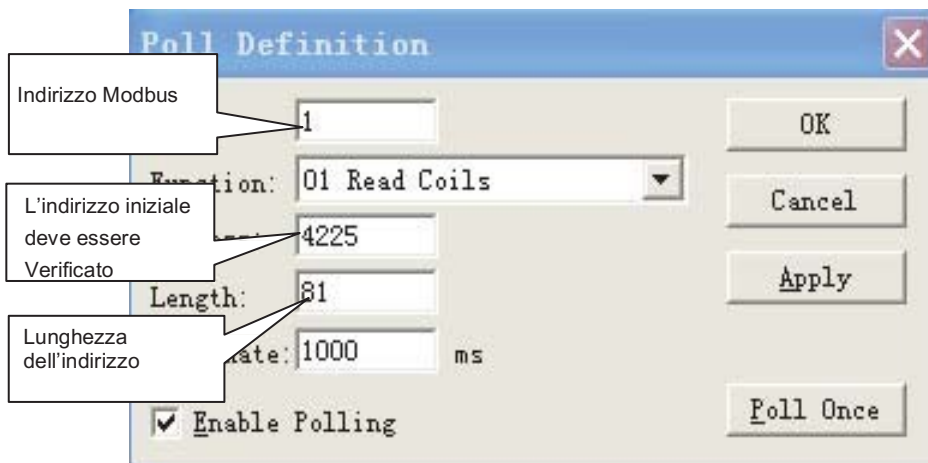 Poll Definition
Indirizzo Modbus
1
OK
Function: 01 Read Coils
Cancel
L'indirizzo iniziale
deve essere
Verificato
4225
Length: 81
Apply
Lunghezza
dell'indirizzo
1000 ms
Enable Polling
Poll Once